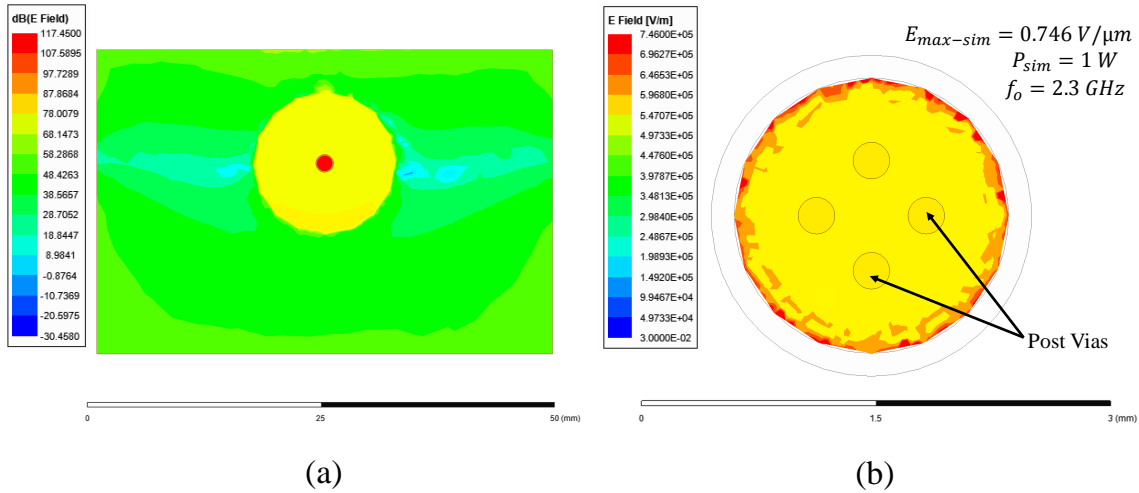 dB(E Field)
117.4500
107.5895
97.7289
87.8684
78.0079
68.1473
58.2868
48.4263
38.5657
28.7052
18.8447
8.9841
-0.8764
-10.7369
-20.5975
-30.4580
0
25
50 (mm)
(a)
E Field [V/m]
7.4600E+05
6.9627E+05
6.4653E+05
5.9680E+05
5.4707E+05
4.9733E+05
4.4760E+05
3.9787E+05
3.4813E+05
2.9840E+05
2.4867E+05
1.9893E+05
1.4920E+05
9.9467E+04
4.9733E+04
3.0000E-02
E_{max-sim} = 0.746 V/μm
P_{sim} = 1 W
f_o = 2.3 GHz
Post Vias
0
1.5
3 (mm)
(b)